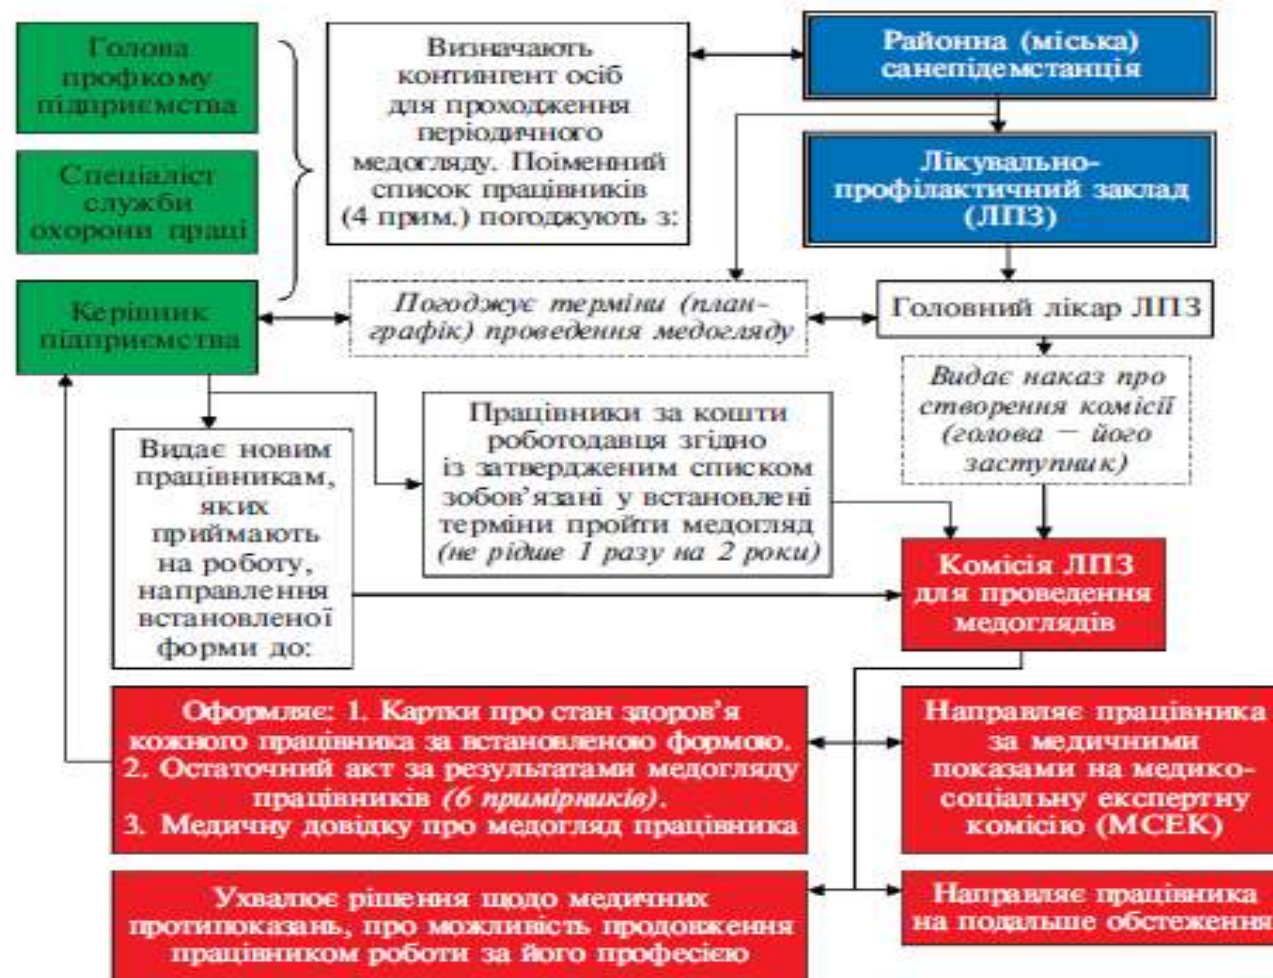 Голова
профкому
підприємства
Спеціаліст
служби
охорони праці
Керівник
підприємства
Визначають
контингент осіб
для проходження
періодичного
медогляду. Поіменний
список працівників
(4 прим.) погоджують з:
Районна (міська)
санепідемстанція
Лікувально-
профілактичний заклад
(ЛПЗ)
Погоджує терміни (план-
графік) проведення медогляду
Головний лікар ЛПЗ
Видає наказ про
створення комісії
(голова — його
заступник)
Видає новим
працівникам,
яких
приймають
на роботу,
направлення
встановленої
форми до:
Працівники за кошти
роботодавця згідно
із затвердженим списком
зобов'язані у встановлені
терміни пройти медогляд
(не рідше 1 разу на 2 роки)
Комісія ЛПЗ
для проведення
медоглядів
Оформляє: 1. Картки про стан здоров'я
кожного працівника за встановленою формою.
2. Остаточний акт за результатами медогляду
працівників (6 примірників).
3. Медичну довідку про медогляд працівника
Направляє працівника
за медичними
показами на медико-
соціальну експертну
комісію (МСЕК)
Ухвалює рішення щодо медичних
протипоказань, про можливість продовження
працівником роботи за його професією
Направляє працівника
на подальше обстеження